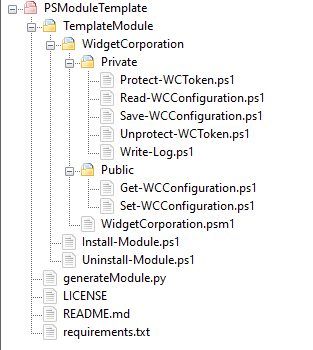 PSModuleTemplate
TemplateModule
WidgetCorporation
Private
Protect-WCToken.ps1
Read-WCConfiguration.ps1
Save-WCConfiguration.ps1
Unprotect-WCToken.ps1
Write-Log.ps1
Public
Get-WCConfiguration.ps1
Set-WCConfiguration.ps1
WidgetCorporation.psm1
Install-Module.ps1
Uninstall-Module.ps1
generateModule.py
LICENSE
README.md
requirements.txt